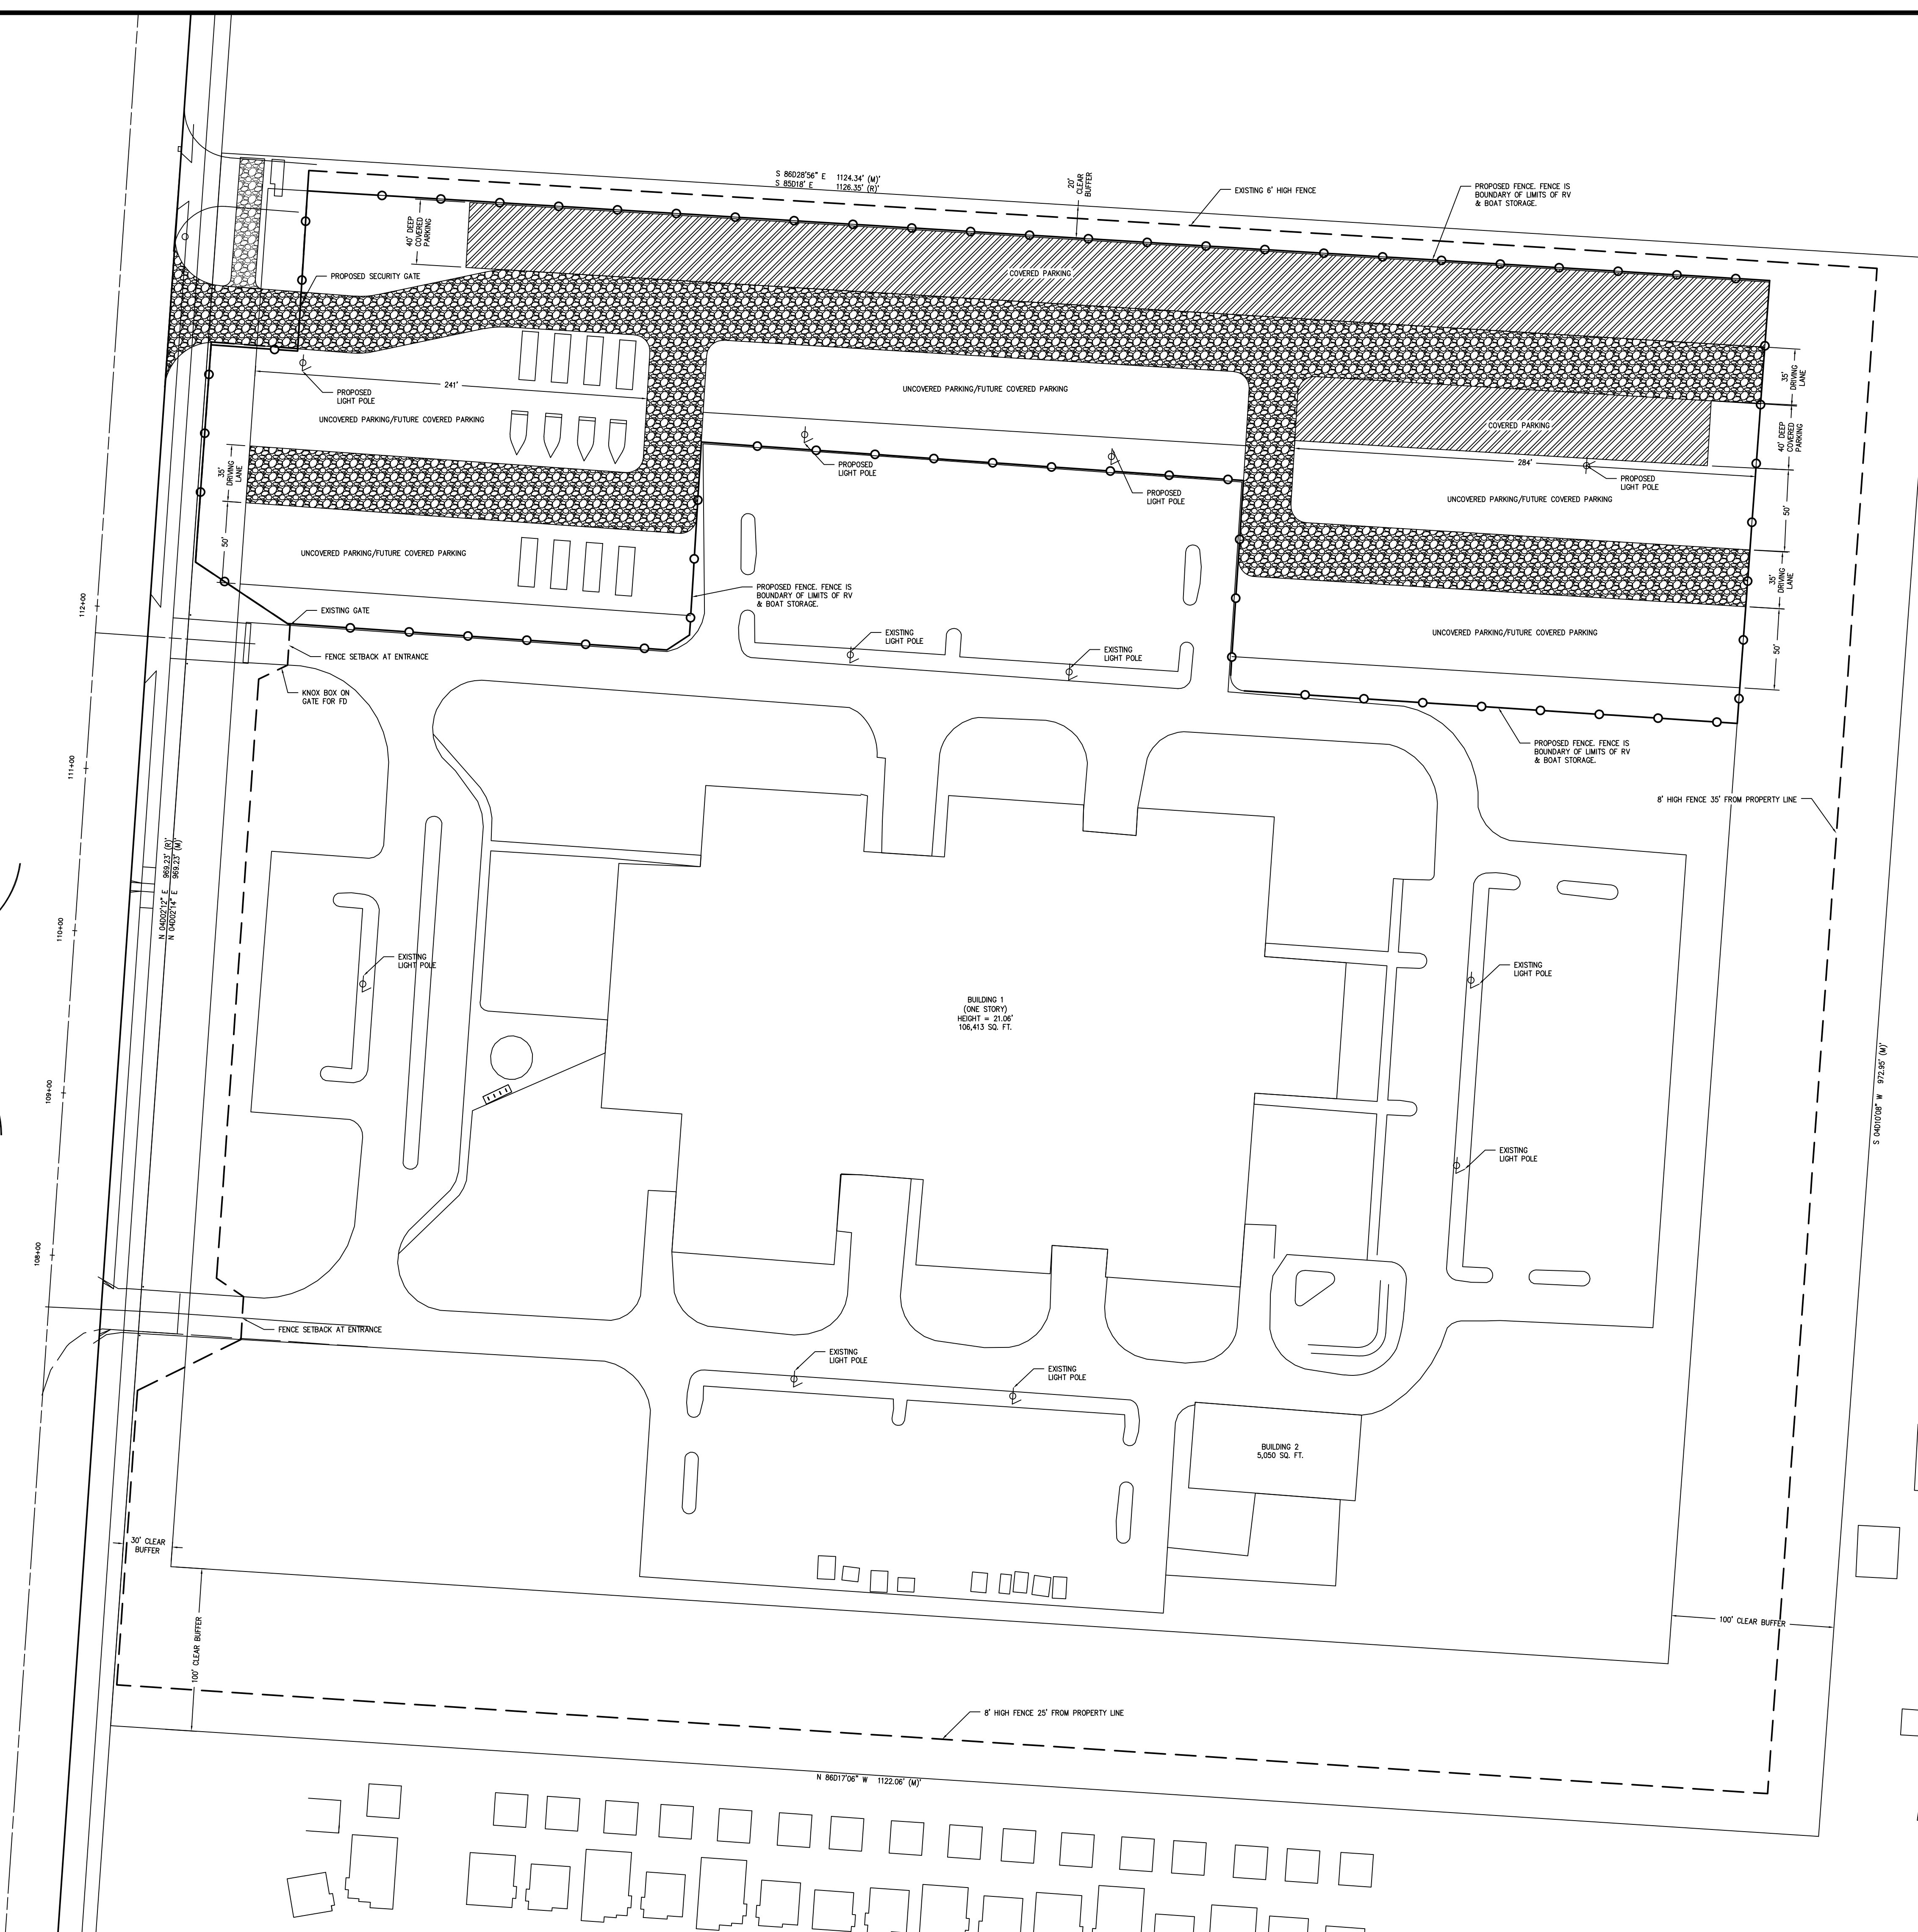 S 86D28'56" E 1124.34' (M)'
S 85D18' E 1126.35' (R)'
20'
CLEAR
BUFFER
EXISTING 6' HIGH FENCE
PROPOSED FENCE. FENCE IS
BOUNDARY OF LIMITS OF RV
& BOAT STORAGE.
40' DEEP
COVERED
PARKING
PROPOSED SECURITY GATE
COVERED PARKING
PROPOSED
LIGHT POLE
241'
UNCOVERED PARKING/FUTURE COVERED PARKING
UNCOVERED PARKING/FUTURE COVERED PARKING
35'
DRIVING
LANE
COVERED PARKING
40' DEEP
COVERED
PARKING
35'
DRIVING
LANE
PROPOSED
LIGHT POLE
PROPOSED
LIGHT POLE
284'
PROPOSED
LIGHT POLE
UNCOVERED PARKING/FUTURE COVERED PARKING
50'
50'
UNCOVERED PARKING/FUTURE COVERED PARKING
35'
DRIVING
LANE
PROPOSED FENCE. FENCE IS
BOUNDARY OF LIMITS OF RV
& BOAT STORAGE.
112+00
EXISTING GATE
UNCOVERED PARKING/FUTURE COVERED PARKING
50'
EXISTING
LIGHT POLE
EXISTING
LIGHT POLE
FENCE SETBACK AT ENTRANCE
KNOX BOX ON
GATE FOR FD
PROPOSED FENCE. FENCE IS
BOUNDARY OF LIMITS OF RV
& BOAT STORAGE.
111+00
8' HIGH FENCE 35' FROM PROPERTY LINE
N 04D02'12" E 969.23' (R)'
N 04D02'14" E 969.23' (M)'
110+00
EXISTING
LIGHT POLE
EXISTING
LIGHT POLE
BUILDING 1
(ONE STORY)
HEIGHT = 21.06'
106,413 SQ. FT.
109+00
S 04D10'08" W 972.95' (M)'
EXISTING
LIGHT POLE
108+00
FENCE SETBACK AT ENTRANCE
EXISTING
LIGHT POLE
EXISTING
LIGHT POLE
BUILDING 2
5,050 SQ. FT.
30' CLEAR
BUFFER
100' CLEAR BUFFER
100' CLEAR BUFFER
8' HIGH FENCE 25' FROM PROPERTY LINE
N 86D17'06" W 1122.06' (M)'